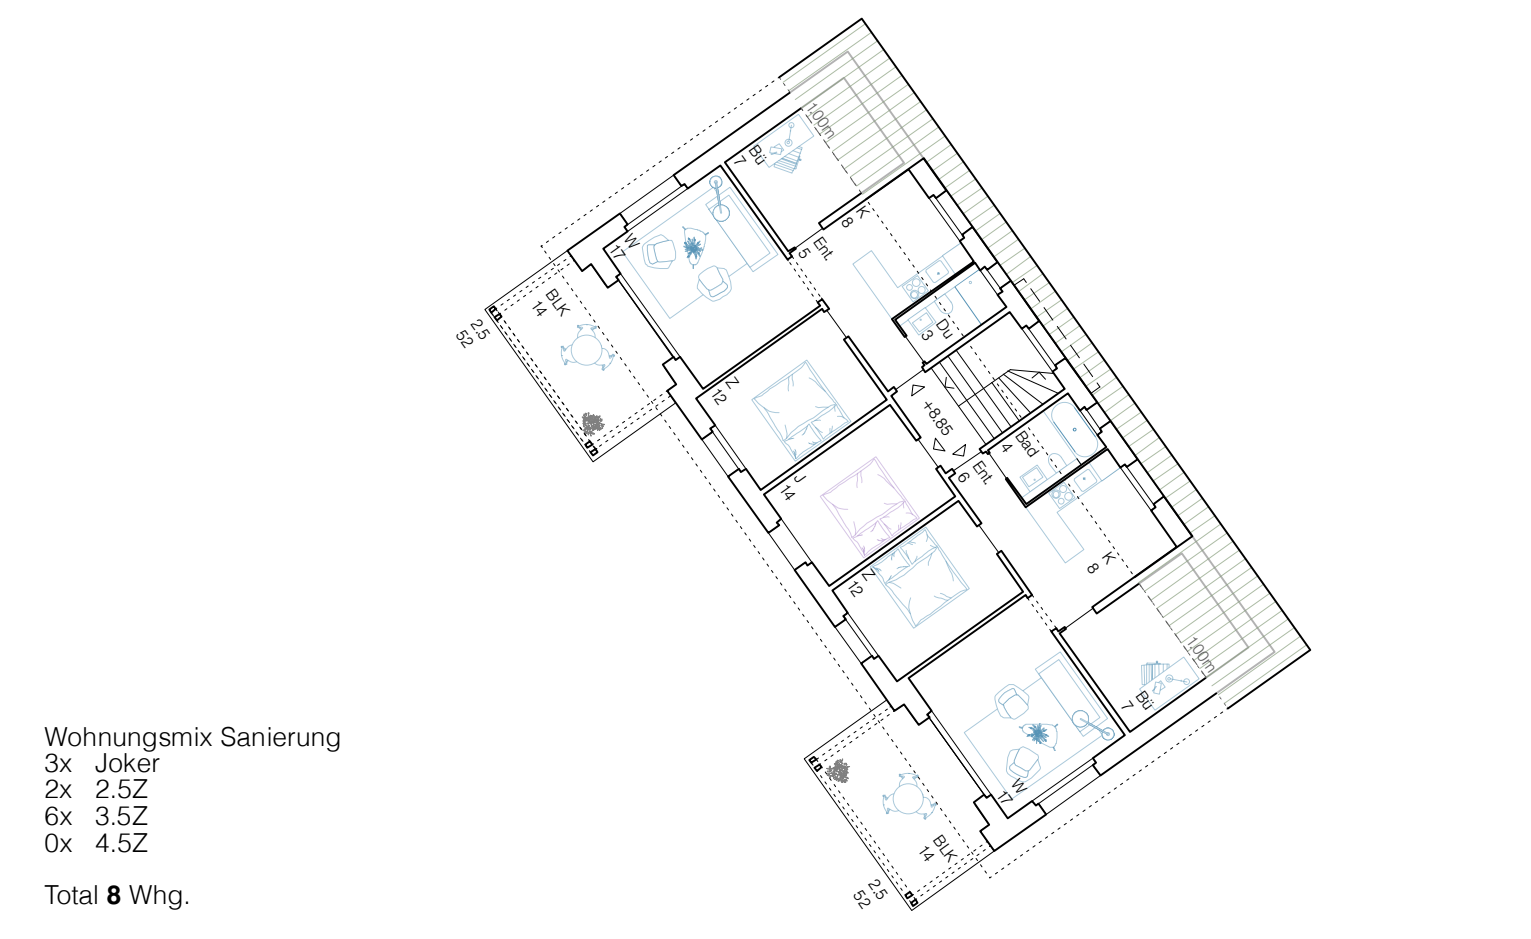 1.00m
Bü
7
K
8
W
17
Ent.
5
BLK
14
2.5
52
Du
3
Z
12
+8.85
Bad
4
J
14
Ent.
6
Z
12
K
8
1.00m
Bü
7
W
17
BLK
14
2.5
52
Wohnungsmix Sanierung
3x Joker
2x 2.5Z
6x 3.5Z
0x 4.5Z
Total 8 Whg.